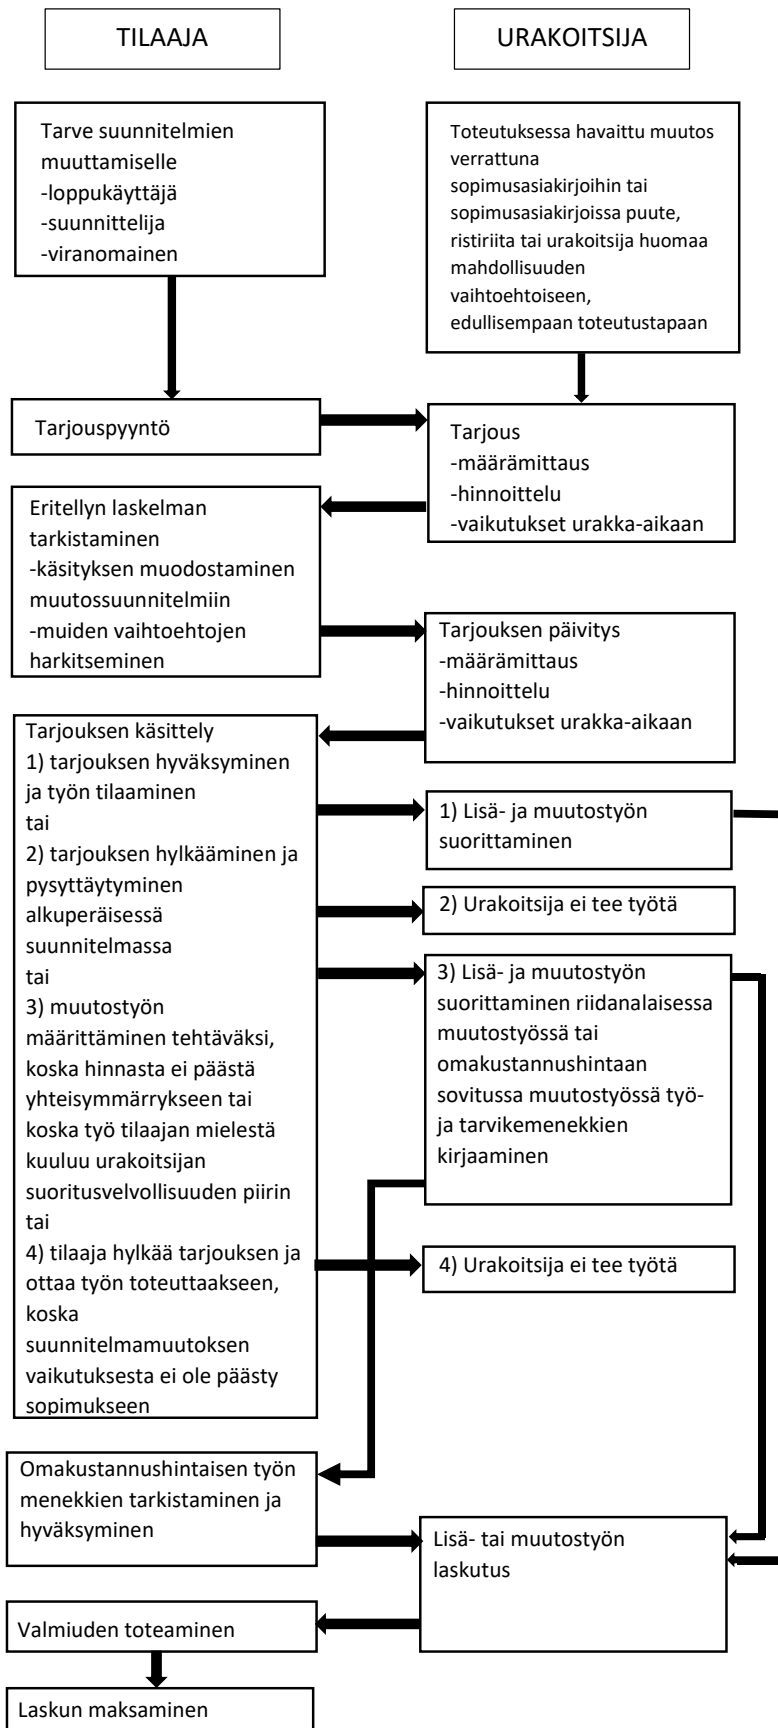 TILAAJA
URAKOITSIJA
Tarve suunnitelmien
muuttamiselle
-loppukäyttäjä
-suunnittelija
-viranomainen
Toteutuksessa havaittu muutos
verrattuna
sopimusasiakirjoihin tai
sopimusasiakirjoissa puute,
ristiriita tai urakoitsija huomaa
mahdollisuuden
vaihtoehtoiseen,
edullisempaan toteutustapaan
Tarjouspyyntö
Tarjous
-määrämittaus
-hinnoittelu
-vaikutukset urakka-aikaan
Eritellyn laskelman
tarkistaminen
-käsityksen muodostaminen
muutossuunnitelmiin
-muiden vaihtoehtojen
harkitseminen
Tarjouksen päivitys
-määrämittaus
-hinnoittelu
-vaikutukset urakka-aikaan
Tarjouksen käsittely
1) tarjouksen hyväksyminen
ja työn tilaaminen
tai
2) tarjouksen hylkääminen ja
pysyttäytyminen
alkuperäisessä
suunnitelmassa
tai
3) muutostyön
määrittäminen tehtäväksi,
koska hinnasta ei päästä
yhteisymmärrykseen tai
koska työ tilaajan mielestä
kuuluu urakoitsijan
suoritusvelvollisuuden piirin
tai
4) tilaaja hylkää tarjouksen ja
ottaa työn toteuttaakseen,
koska
suunnitelmamuutoksen
vaikutuksesta ei ole päästy
sopimukseen
1) Lisä- ja muutostyön
suorittaminen
2) Urakoitsija ei tee työtä
3) Lisä- ja muutostyön
suorittaminen riidanalaisessa
muutostyössä tai
omakustannushintaan
sovitussa muutostyössä työ-
ja tarvikemenekkien
kirjaaminen
4) Urakoitsija ei tee työtä
Omakustannushintaisen työn
menekkien tarkistaminen ja
hyväksyminen
Lisä- tai muutostyön
laskutus
Valmiuden toteaminen
Laskun maksaminen